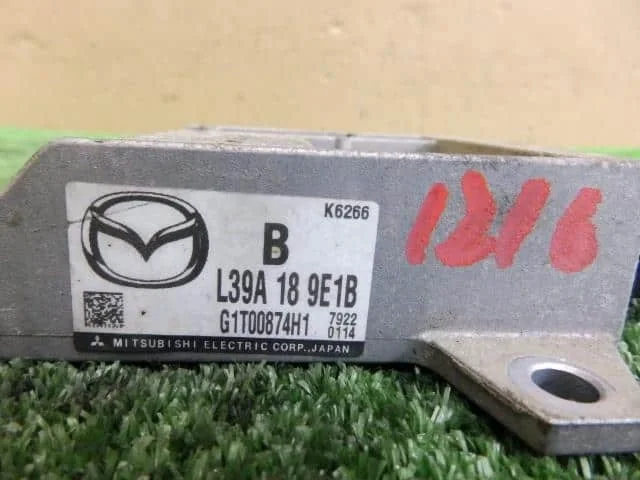 K6266
B
L39A 18 9E1B
G1T00874H1 7922
0114
MITSUBISHI ELECTRIC CORP., JAPAN
1216